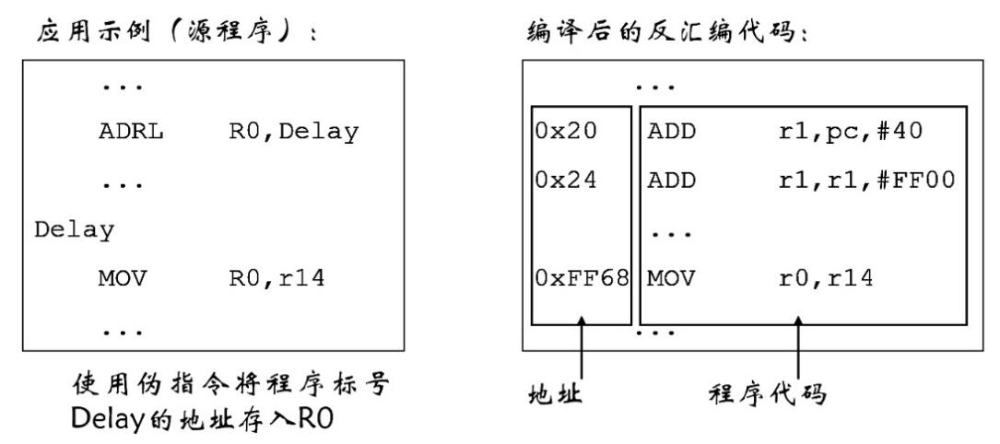 应用示例（源程序）：
...
ADRL R0,Delay
...
Delay
MOV R0,r14
...
使用伪指令将程序标号
Delay的地址存入R0
编译后的反汇编代码：
...
0x20 ADD r1,pc,#40
0x24 ADD r1,r1,#FF00
...
0xFF68 MOV r0,r14
...
地址 程序代码